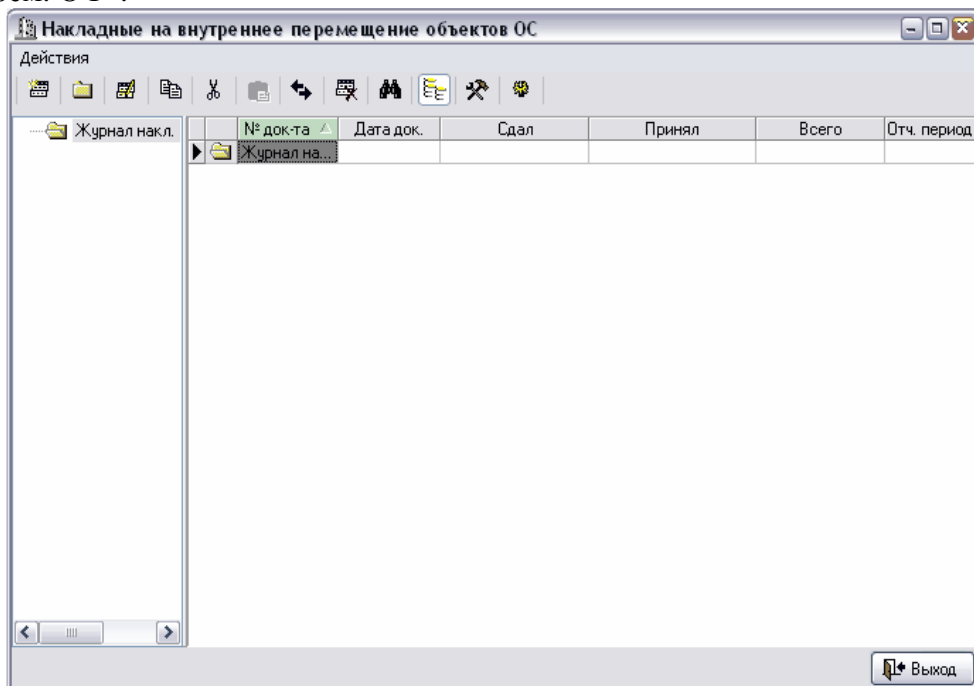 Накладные на внутреннее перемещение объектов ОС
Действия
Журнал накл.
№ док-та Дата док. Сдал Принял Всего Отч. период
Журнал на...
Выход